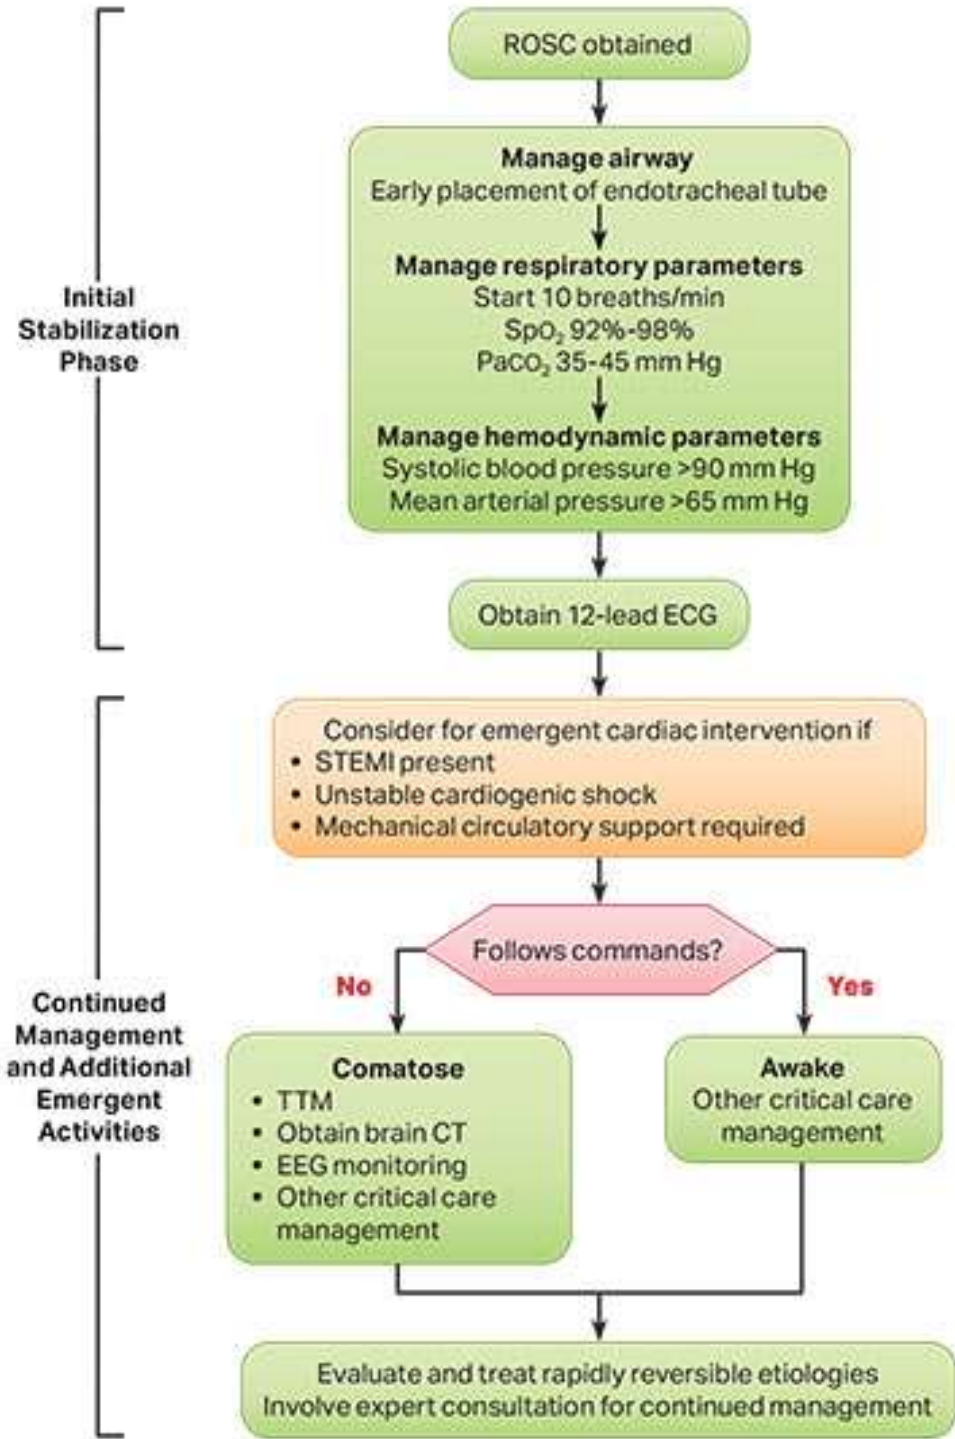 ROSC obtained
Manage airway
Early placement of endotracheal tube
Manage respiratory parameters
Start 10 breaths/min
SpO₂ 92%-98%
PaCO₂ 35-45 mm Hg
Manage hemodynamic parameters
Systolic blood pressure >90 mm Hg
Mean arterial pressure >65 mm Hg
Obtain 12-lead ECG
Initial
Stabilization
Phase
Consider for emergent cardiac intervention if
• STEMI present
• Unstable cardiogenic shock
• Mechanical circulatory support required
Follows commands?
No
Yes
Comatose
• TTM
• Obtain brain CT
• EEG monitoring
• Other critical care
management
Awake
Other critical care
management
Evaluate and treat rapidly reversible etiologies
Involve expert consultation for continued management
Continued
Management
and Additional
Emergent
Activities